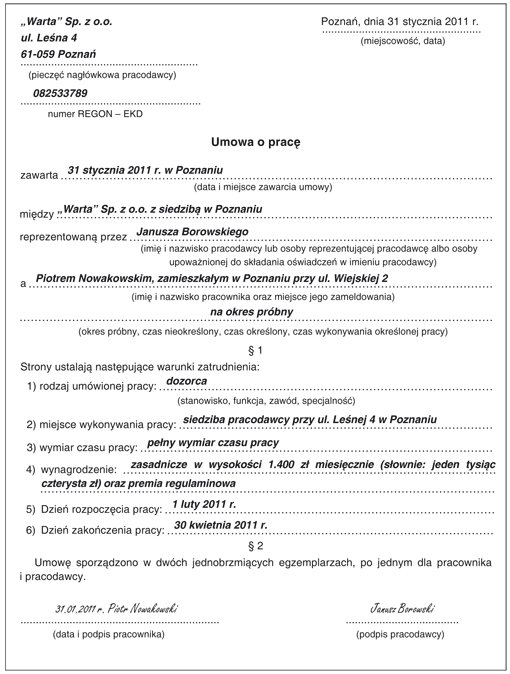 „Warta” Sp. z o.o.
ul. Leśna 4
61-059 Poznań
(pieczęć nagłówkowa pracodawcy)
082533789
numer REGON – EKD
Poznań, dnia 31 stycznia 2011 r.
(miejscowość, data)
Umowa o pracę
zawarta 31 stycznia 2011 r. w Poznaniu
(data i miejsce zawarcia umowy)
między „Warta” Sp. z o.o. z siedzibą w Poznaniu
reprezentowaną przez Janusza Borowskiego
(imię i nazwisko pracodawcy lub osoby reprezentującej pracodawcę albo osoby
upoważnionej do składania oświadczeń w imieniu pracodawcy)
a Piotrem Nowakowskim, zamieszkałym w Poznaniu przy ul. Wiejskiej 2
(imię i nazwisko pracownika oraz miejsce jego zameldowania)
na okres próbny
(okres próbny, czas nieokreślony, czas określony, czas wykonywania określonej pracy)
§ 1
Strony ustalają następujące warunki zatrudnienia:
1) rodzaj umówionej pracy: dozorca
(stanowisko, funkcja, zawód, specjalność)
2) miejsce wykonywania pracy: siedziba pracodawcy przy ul. Leśnej 4 w Poznaniu
3) wymiar czasu pracy: pełny wymiar czasu pracy
4) wynagrodzenie: zasadnicze w wysokości 1.400 zł miesięcznie (słownie: jeden tysiąc
czterysta zł) oraz premia regulaminowa
5) Dzień rozpoczęcia pracy: 1 luty 2011 r.
6) Dzień zakończenia pracy: 30 kwietnia 2011 r.
§ 2
Umowę sporządzono w dwóch jednobrzmiących egzemplarzach, po jednym dla pracownika
i pracodawcy.
31.01.2011 r. Piotr Nowakowski
(data i podpis pracownika)
Janusz Borowski
(podpis pracodawcy)